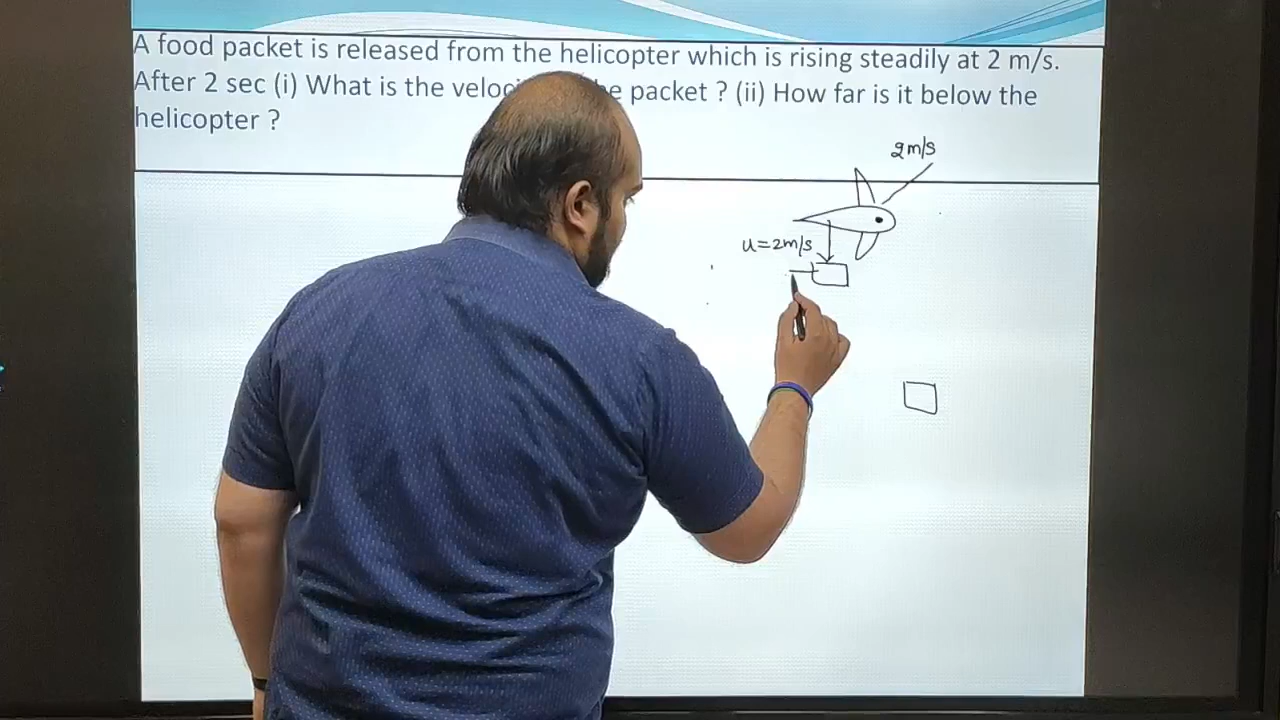 A food packet is released from the helicopter which is rising steadily at 2 m/s.
After 2 sec (i) What is the packet ? (ii) How far is it below the
helicopter ?
2m/s
u=2m/s